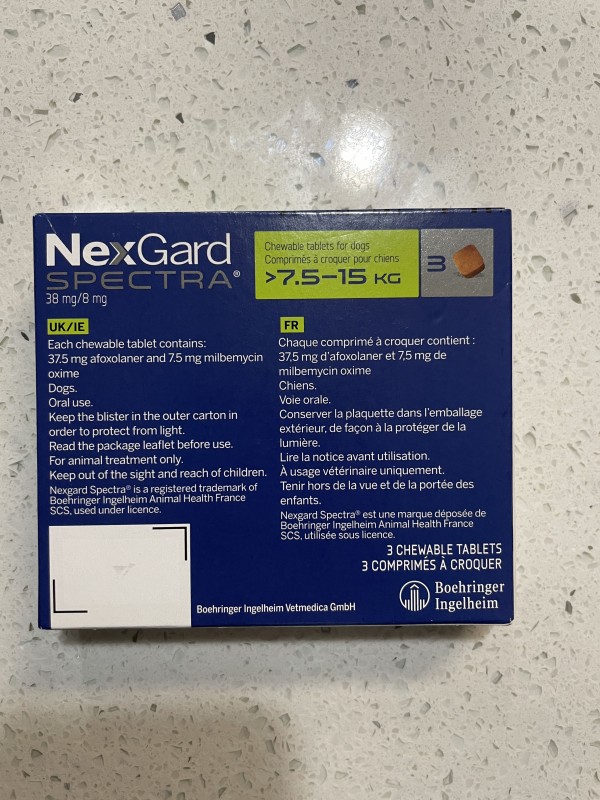 NexGard
SPECTRA®
38 mg/8 mg
Chewable tablets for dogs
Comprimés à croquer pour chiens
>7.5–15 KG
3
UK/IE
Each chewable tablet contains:
37.5 mg afoxolaner and 7.5 mg milbemycin
oxime
Dogs.
Oral use.
Keep the blister in the outer carton in
order to protect from light.
Read the package leaflet before use.
For animal treatment only.
Keep out of the sight and reach of children.
Nexgard Spectra® is a registered trademark of
Boehringer Ingelheim Animal Health France
SCS, used under licence.
FR
Chaque comprimé à croquer contient :
37,5 mg d'afoxolaner et 7,5 mg de
milbemycin oxime
Chiens.
Voie orale.
Conserver la plaquette dans l'emballage
extérieur, de façon à la protéger de la
lumière.
Lire la notice avant utilisation.
À usage vétérinaire uniquement.
Tenir hors de la vue et de la portée des
enfants.
Nexgard Spectra® est une marque déposée de
Boehringer Ingelheim Animal Health France
SCS, utilisée sous licence.
3 CHEWABLE TABLETS
3 COMPRIMÉS À CROQUER
Boehringer Ingelheim Vetmedica GmbH
Boehringer
Ingelheim